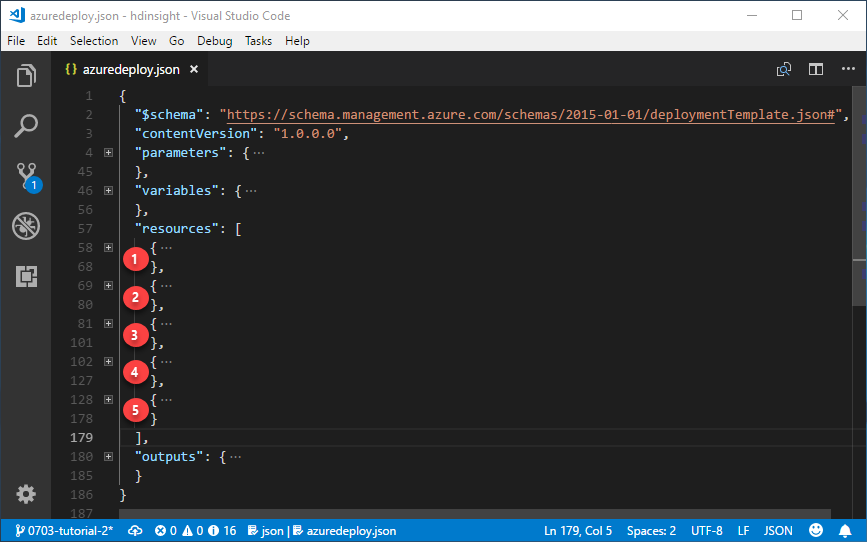 azuredeploy.json - hdinsight - Visual Studio Code
File Edit Selection View Go Debug Tasks Help
{} azuredeploy.json ×
1 {
2 "$schema": "https://schema.management.azure.com/schemas/2015-01-01/deploymentTemplate.json#",
3 "contentVersion": "1.0.0.0",
4 "parameters": { ···
45 },
46 "variables": { ···
56 },
57 "resources": [
58 { ···
1
68 },
69 { ···
2
80 },
81 { ···
3
101 },
102 { ···
4
127 },
128 { ···
5
178 }
179 ],
180 "outputs": { ···
185 }
186 }
187
1
0703-tutorial-2* 0 0 16 json | azuredeploy.json Ln 179, Col 5 Spaces: 2 UTF-8 LF JSON